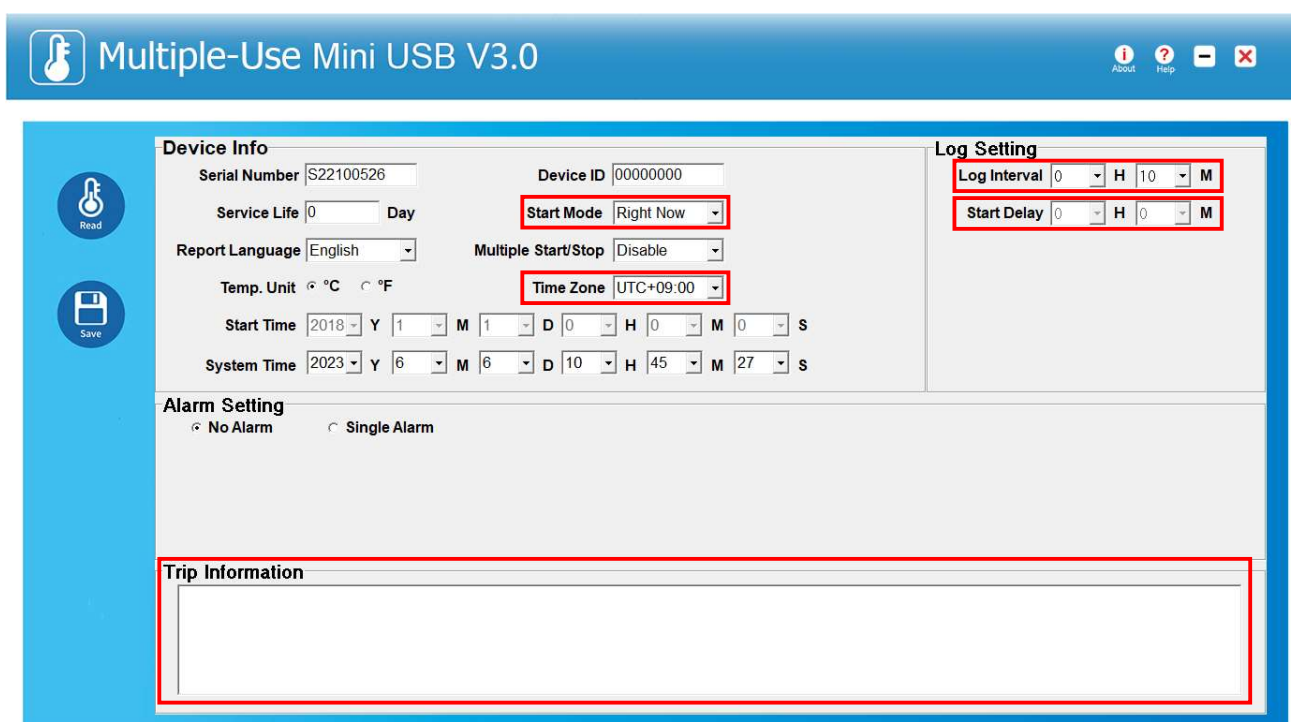 Multiple-Use Mini USB V3.0
About Help
Read
Save
Device Info
Serial Number S22100526 Device ID 00000000
Service Life 0 Day Start Mode Right Now
Report Language English Multiple Start/Stop Disable
Temp. Unit °C °F Time Zone UTC+09:00
Start Time 2018 Y 1 M 1 D 0 H 0 M 0 S
System Time 2023 Y 6 M 6 D 10 H 45 M 27 S
Log Setting
Log Interval 0 H 10 M
Start Delay 0 H 0 M
Alarm Setting
No Alarm Single Alarm
Trip Information